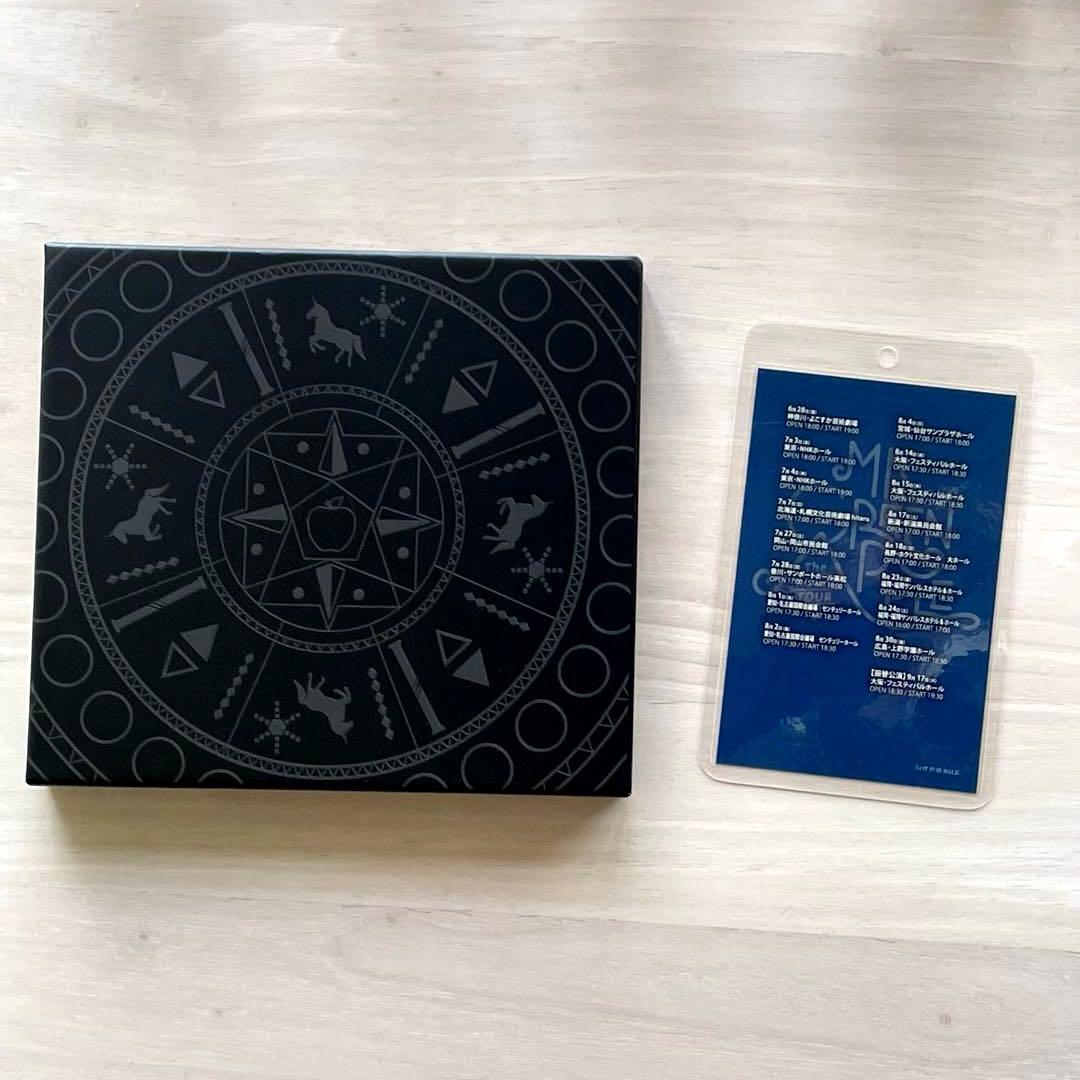 6月28日(金)
神奈川・よこすか芸術劇場
OPEN 18:00 / START 19:00
7月3日(水)
東京・NHKホール
OPEN 18:00 / START 19:00
7月4日(木)
東京・NHKホール
OPEN 18:00 / START 19:00
7月7日(日)
北海道・札幌文化芸術劇場 hitaru
OPEN 17:00 / START 18:00
7月27日(土)
岡山・岡山市民会館
OPEN 17:00 / START 18:00
7月28日(日)
香川・サンポートホール高松
OPEN 17:00 / START 18:00
8月1日(木)
愛知・名古屋国際会議場 センチュリーホール
OPEN 17:30 / START 18:30
8月2日(金)
愛知・名古屋国際会議場 センチュリーホール
OPEN 17:30 / START 18:30
8月4日(日)
宮城・仙台サンプラザホール
OPEN 17:00 / START 18:00
8月14日(水)
大阪・フェスティバルホール
OPEN 17:30 / START 18:30
8月15日(木)
大阪・フェスティバルホール
OPEN 17:30 / START 18:30
8月17日(土)
新潟・新潟県民会館
OPEN 17:00 / START 18:00
8月18日(日)
長野・ホクト文化ホール 大ホール
OPEN 17:00 / START 18:00
8月23日(金)
福岡・福岡サンパレスホテル&ホール
OPEN 17:30 / START 18:30
8月24日(土)
福岡・福岡サンパレスホテル&ホール
OPEN 16:00 / START 17:00
8月30日(金)
広島・上野学園ホール
OPEN 17:30 / START 18:30
【振替公演】9月17日(火)
大阪・フェスティバルホール
OPEN 18:30 / START 19:30
the
TOUR
NOT FOR SALE